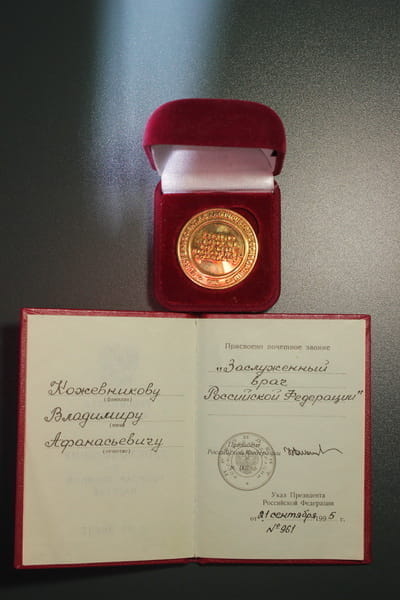 Кожевникову
(фамилия)
Владимиру
(имя)
Афанасьевичу
(отчество)
Присвоено почетное звание
„Заслуженный
врач
Российской Федерации"
Президент
Российской Федерации
Указ Президента
Российской Федерации
от 21 сентября 1995 г.
№ 961